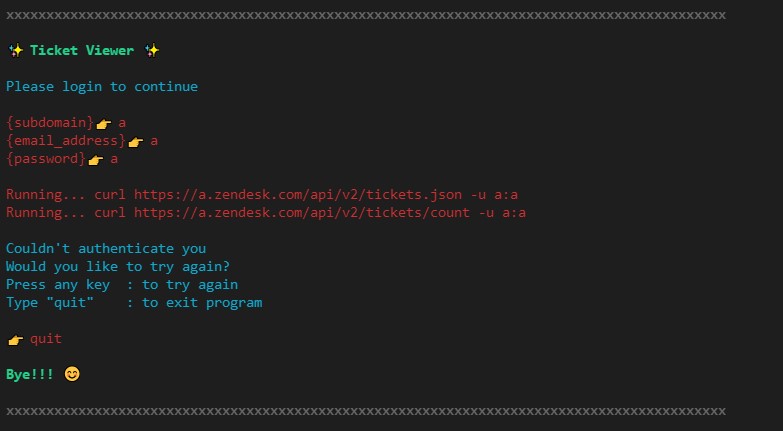 xxxxxxxxxxxxxxxxxxxxxxxxxxxxxxxxxxxxxxxxxxxxxxxxxxxxxxxxxxxxxxxxxxxxxxxxxxxxxxxxxxxxxxxxxx
✨ Ticket Viewer ✨
Please login to continue
{subdomain}👉 a
{email_address}👉 a
{password}👉 a
Running... curl https://a.zendesk.com/api/v2/tickets.json -u a:a
Running... curl https://a.zendesk.com/api/v2/tickets/count -u a:a
Couldn't authenticate you
Would you like to try again?
Press any key  : to try again
Type "quit"    : to exit program
👉 quit
Bye!!! 😊
xxxxxxxxxxxxxxxxxxxxxxxxxxxxxxxxxxxxxxxxxxxxxxxxxxxxxxxxxxxxxxxxxxxxxxxxxxxxxxxxxxxxxxxxxx